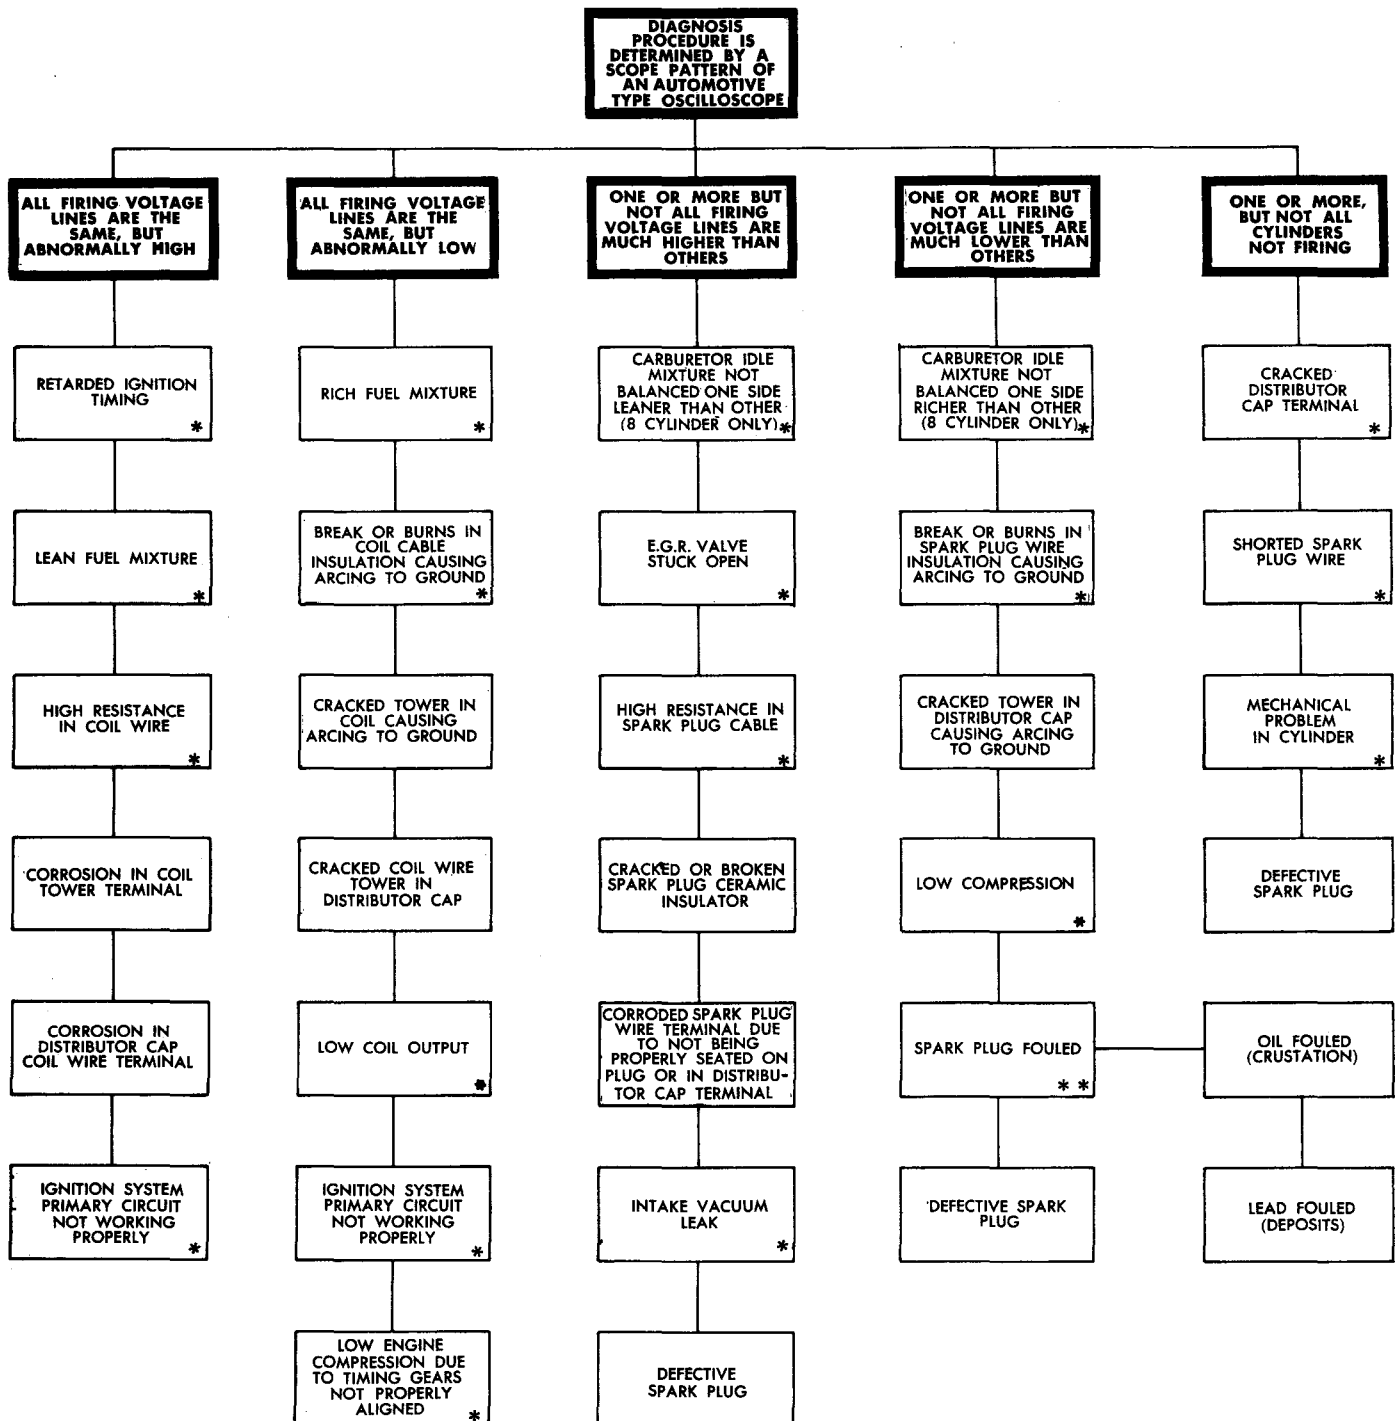 DIAGNOSIS
PROCEDURE IS
DETERMINED BY A
SCOPE PATTERN OF
AN AUTOMOTIVE
TYPE OSCILLOSCOPE
ALL FIRING VOLTAGE
LINES ARE THE
SAME, BUT
ABNORMALLY HIGH
RETARDED IGNITION
TIMING
*
LEAN FUEL MIXTURE
*
HIGH RESISTANCE
IN COIL WIRE
*
CORROSION IN COIL
TOWER TERMINAL
CORROSION IN
DISTRIBUTOR CAP
COIL WIRE TERMINAL
IGNITION SYSTEM
PRIMARY CIRCUIT
NOT WORKING
PROPERLY
*
ALL FIRING VOLTAGE
LINES ARE THE
SAME, BUT
ABNORMALLY LOW
RICH FUEL MIXTURE
*
BREAK OR BURNS IN
COIL CABLE
INSULATION CAUSING
ARCING TO GROUND
*
CRACKED TOWER IN
COIL CAUSING
ARCING TO GROUND
CRACKED COIL WIRE
TOWER IN
DISTRIBUTOR CAP
LOW COIL OUTPUT
*
IGNITION SYSTEM
PRIMARY CIRCUIT
NOT WORKING
PROPERLY
*
LOW ENGINE
COMPRESSION DUE
TO TIMING GEARS
NOT PROPERLY
ALIGNED
*
ONE OR MORE BUT
NOT ALL FIRING
VOLTAGE LINES ARE
MUCH HIGHER THAN
OTHERS
CARBURETOR IDLE
MIXTURE NOT
BALANCED ONE SIDE
LEANER THAN OTHER
(8 CYLINDER ONLY)*
E.G.R. VALVE
STUCK OPEN
*
HIGH RESISTANCE IN
SPARK PLUG CABLE
*
CRACKED OR BROKEN
SPARK PLUG CERAMIC
INSULATOR
CORRODED SPARK PLUG
WIRE TERMINAL DUE
TO NOT BEING
PROPERLY SEATED ON
PLUG OR IN DISTRIBU-
TOR CAP TERMINAL
INTAKE VACUUM
LEAK
*
DEFECTIVE
SPARK PLUG
ONE OR MORE BUT
NOT ALL FIRING
VOLTAGE LINES ARE
MUCH LOWER THAN
OTHERS
CARBURETOR IDLE
MIXTURE NOT
BALANCED ONE SIDE
RICHER THAN OTHER
(8 CYLINDER ONLY)*
BREAK OR BURNS IN
SPARK PLUG WIRE
INSULATION CAUSING
ARCING TO GROUND
*
CRACKED TOWER IN
DISTRIBUTOR CAP
CAUSING ARCING
TO GROUND
LOW COMPRESSION
*
SPARK PLUG FOULED
* *
DEFECTIVE SPARK
PLUG
ONE OR MORE,
BUT NOT ALL
CYLINDERS
NOT FIRING
CRACKED
DISTRIBUTOR
CAP TERMINAL
*
SHORTED SPARK
PLUG WIRE
*
MECHANICAL
PROBLEM
IN CYLINDER
*
DEFECTIVE
SPARK PLUG
OIL FOULED
(CRUSTATION)
LEAD FOULED
(DEPOSITS)